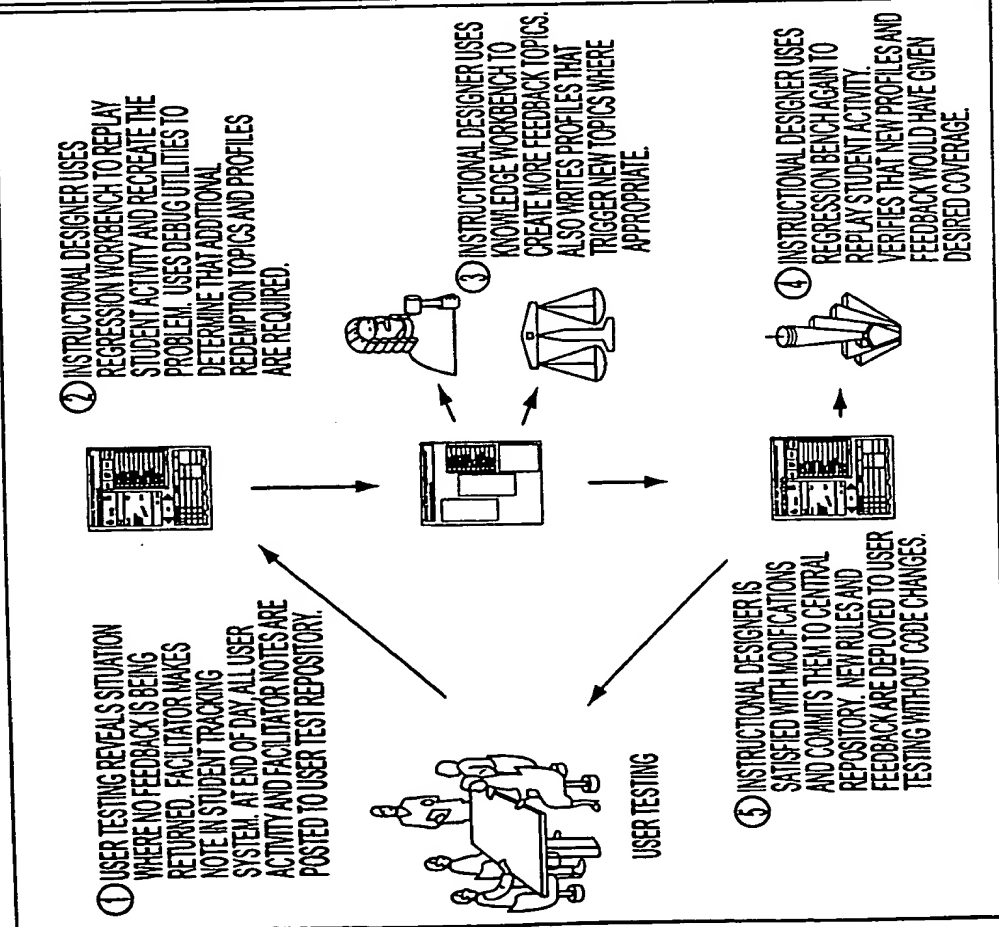 ① USER TESTING REVEALS SITUATION
WHERE NO FEEDBACK IS BEING
RETURNED. FACILITATOR MAKES
NOTE IN STUDENT TRACKING
SYSTEM. AT END OF DAY, ALL USER
ACTIVITY AND FACILITATOR NOTES ARE
POSTED TO USER TEST REPOSITORY.
② INSTRUCTIONAL DESIGNER USES
REGRESSION WORKBENCH TO REPLAY
STUDENT ACTIVITY AND RECREATE THE
PROBLEM. USES DEBUG UTILITIES TO
DETERMINE THAT ADDITIONAL
REDEMPTION TOPICS AND PROFILES
ARE REQUIRED.
③ INSTRUCTIONAL DESIGNER USES
KNOWLEDGE WORKBENCH TO
CREATE MORE FEEDBACK TOPICS.
ALSO WRITES PROFILES THAT
TRIGGER NEW TOPICS WHERE
APPROPRIATE.
④ INSTRUCTIONAL DESIGNER USES
REGRESSION BENCH AGAIN TO
REPLAY STUDENT ACTIVITY.
VERIFIES THAT NEW PROFILES AND
FEEDBACK WOULD HAVE GIVEN
DESIRED COVERAGE.
⑤ INSTRUCTIONAL DESIGNER IS
SATISFIED WITH MODIFICATIONS
AND COMMITS THEM TO CENTRAL
REPOSITORY. NEW RULES AND
FEEDBACK ARE DEPLOYED TO USER
TESTING WITHOUT CODE CHANGES.
USER TESTING